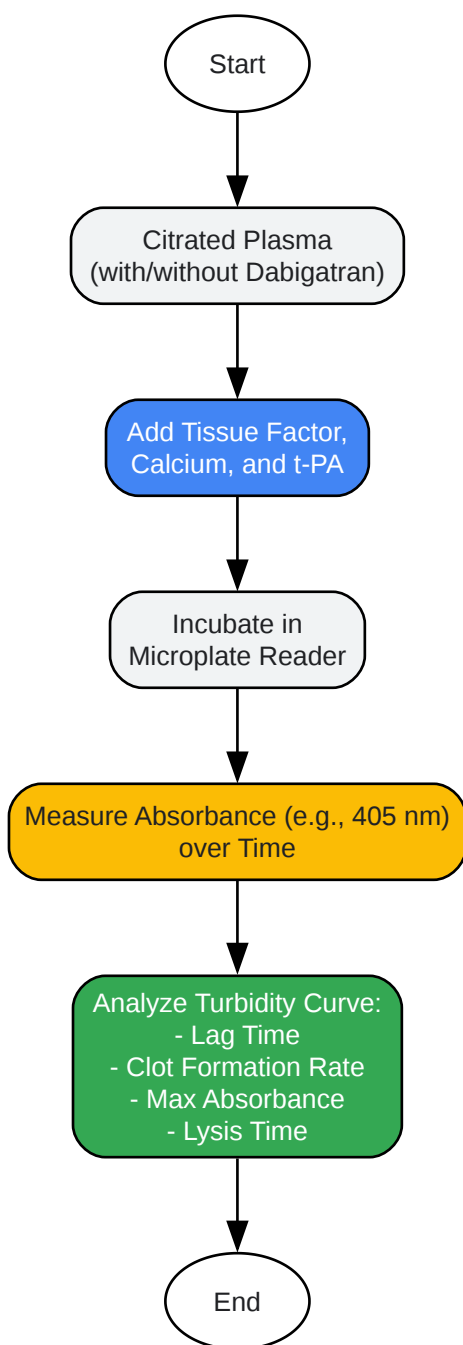 Start
Citrated Plasma
(with/without Dabigatran)
Add Tissue Factor,
Calcium, and t-PA
Incubate in
Microplate Reader
Measure Absorbance (e.g., 405 nm)
over Time
Analyze Turbidity Curve:
- Lag Time
- Clot Formation Rate
- Max Absorbance
- Lysis Time
End